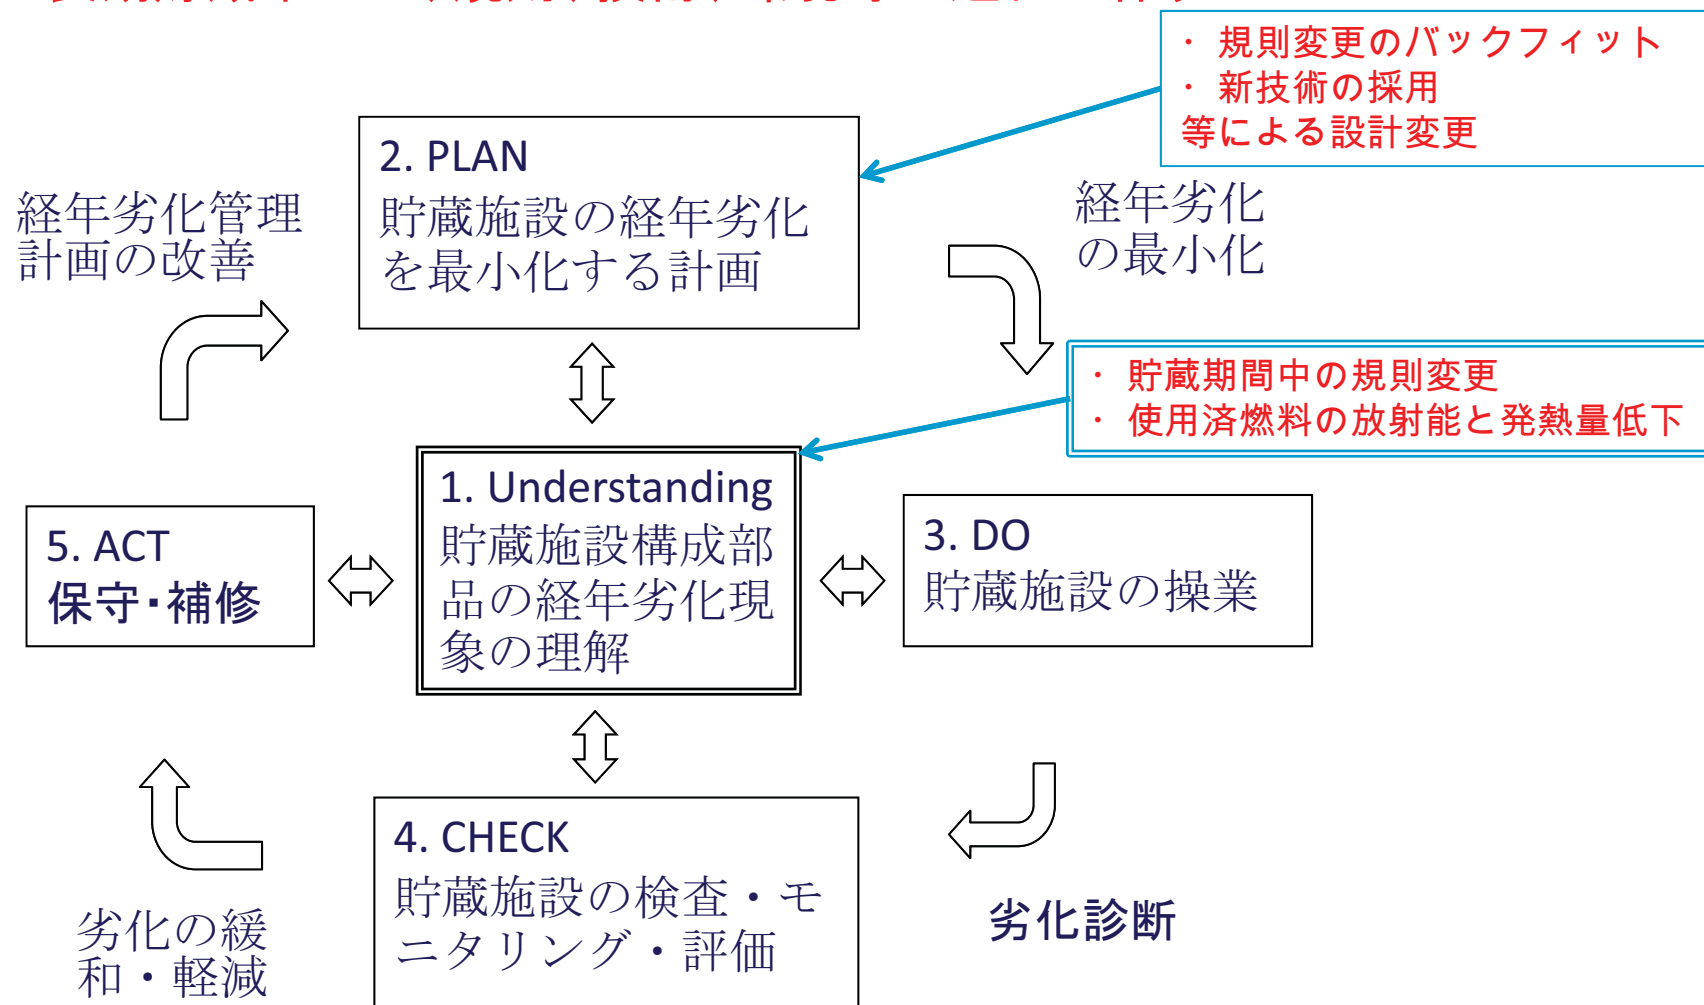 ・ 規則変更のバックフィット
・ 新技術の採用
等による設計変更
2. PLAN
貯蔵施設の経年劣化
を最小化する計画
経年劣化管理
計画の改善
経年劣化
の最小化
・ 貯蔵期間中の規則変更
・ 使用済燃料の放射能と発熱量低下
1. Understanding
貯蔵施設構成部
品の経年劣化現
象の理解
5. ACT
保守・補修
3. DO
貯蔵施設の操業
4. CHECK
貯蔵施設の検査・モ
ニタリング・評価
劣化診断
劣化の緩
和・軽減